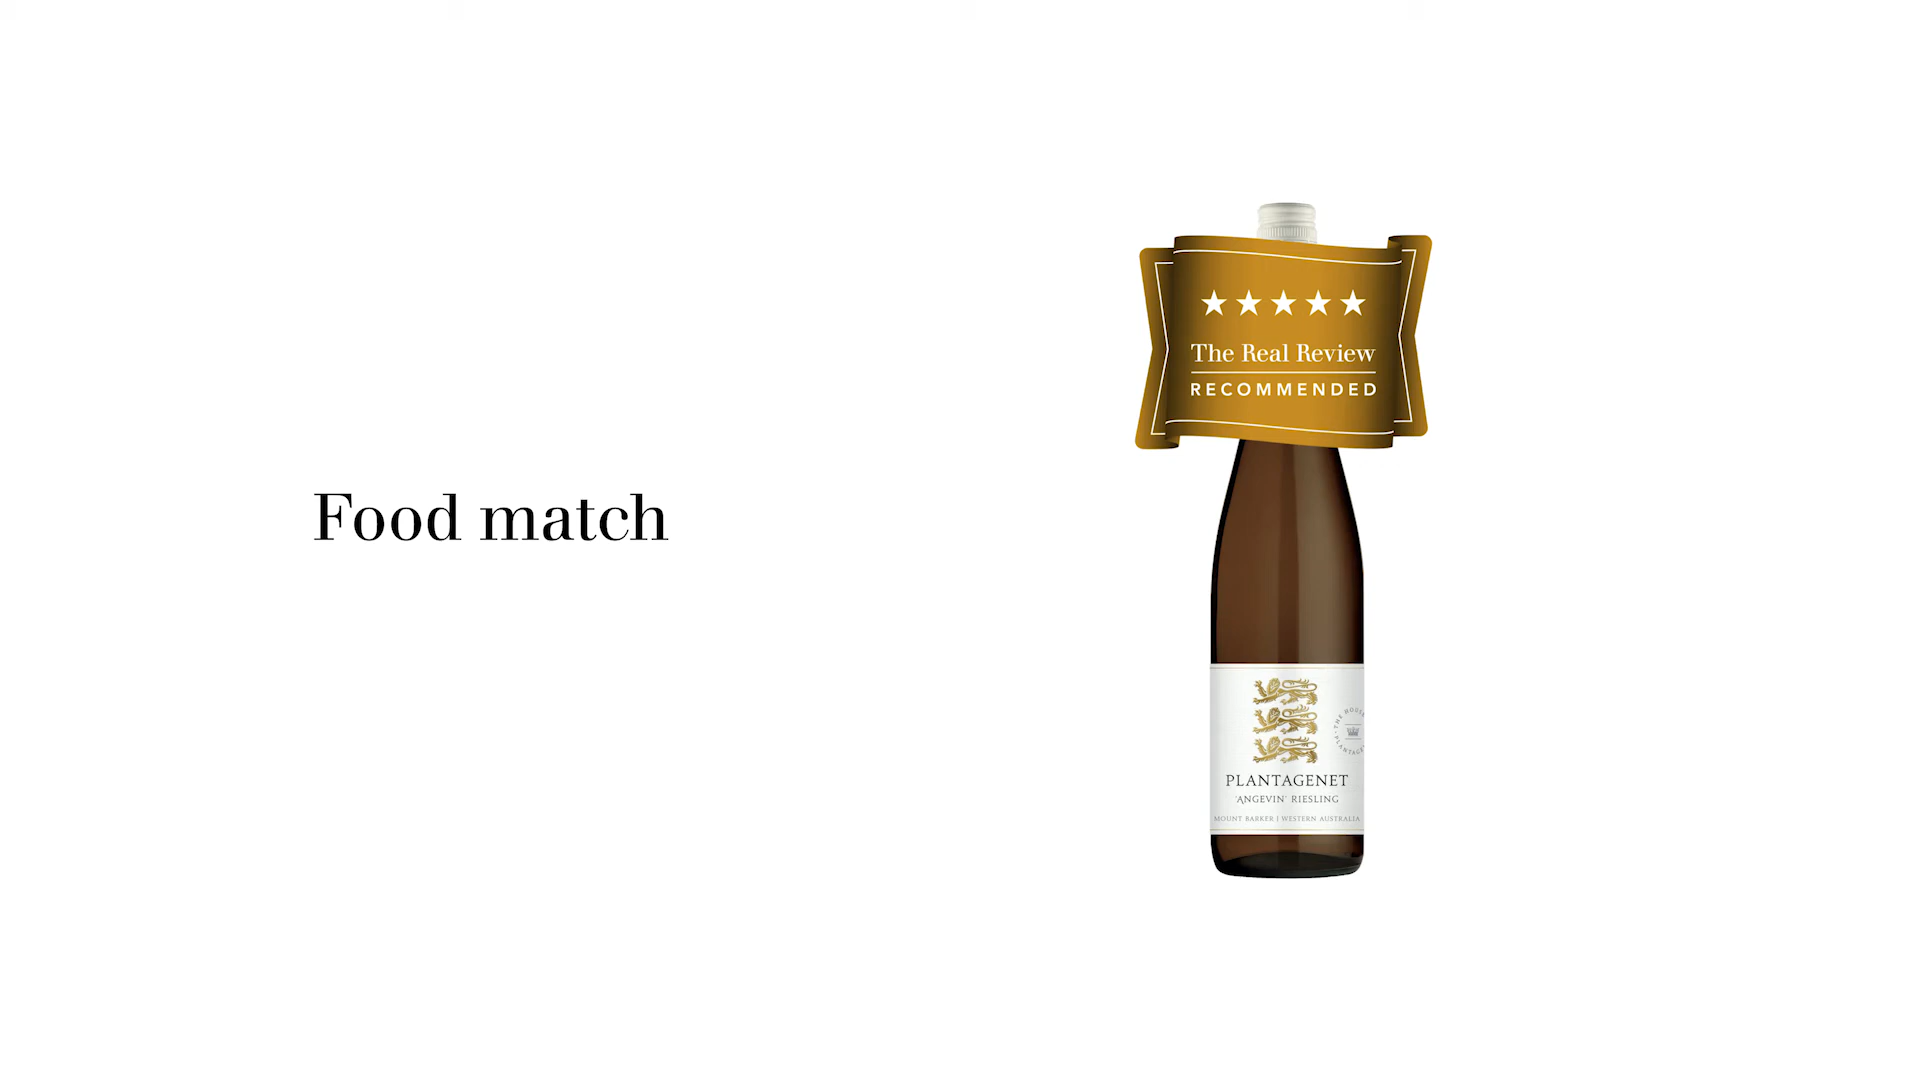 Food match
The Real Review
RECOMMENDED
PLANTAGENET
'ANGEVIN' RIESLING
MOUNT BARKER | WESTERN AUSTRALIA